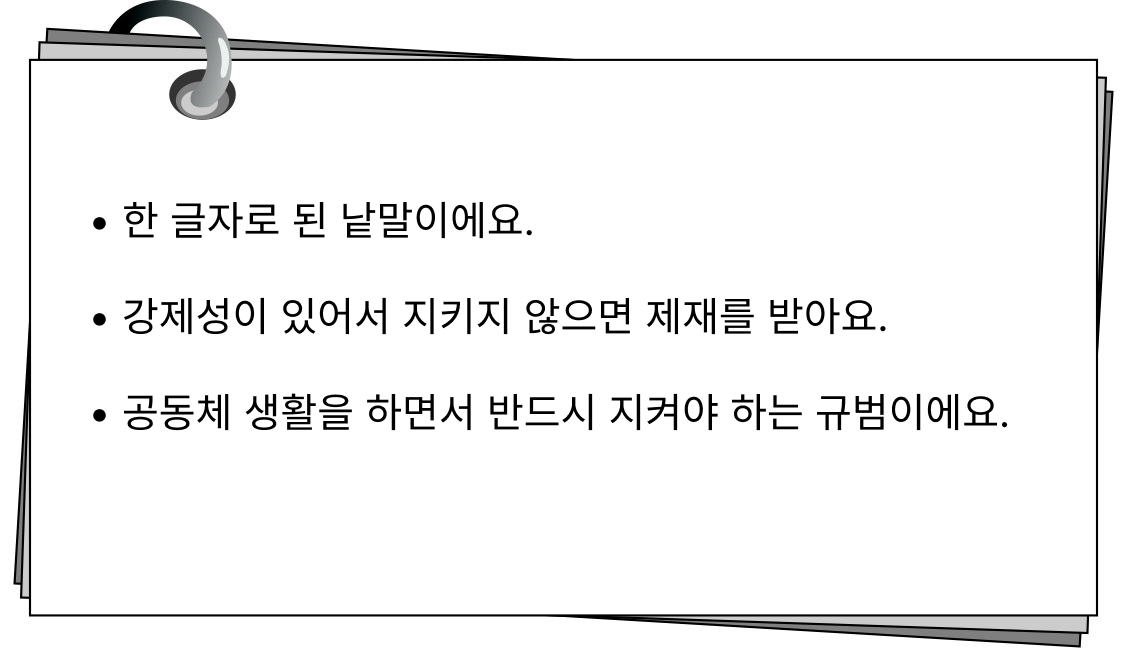 • 한 글자로 된 낱말이에요.
• 강제성이 있어서 지키지 않으면 제재를 받아요.
• 공동체 생활을 하면서 반드시 지켜야 하는 규범이에요.